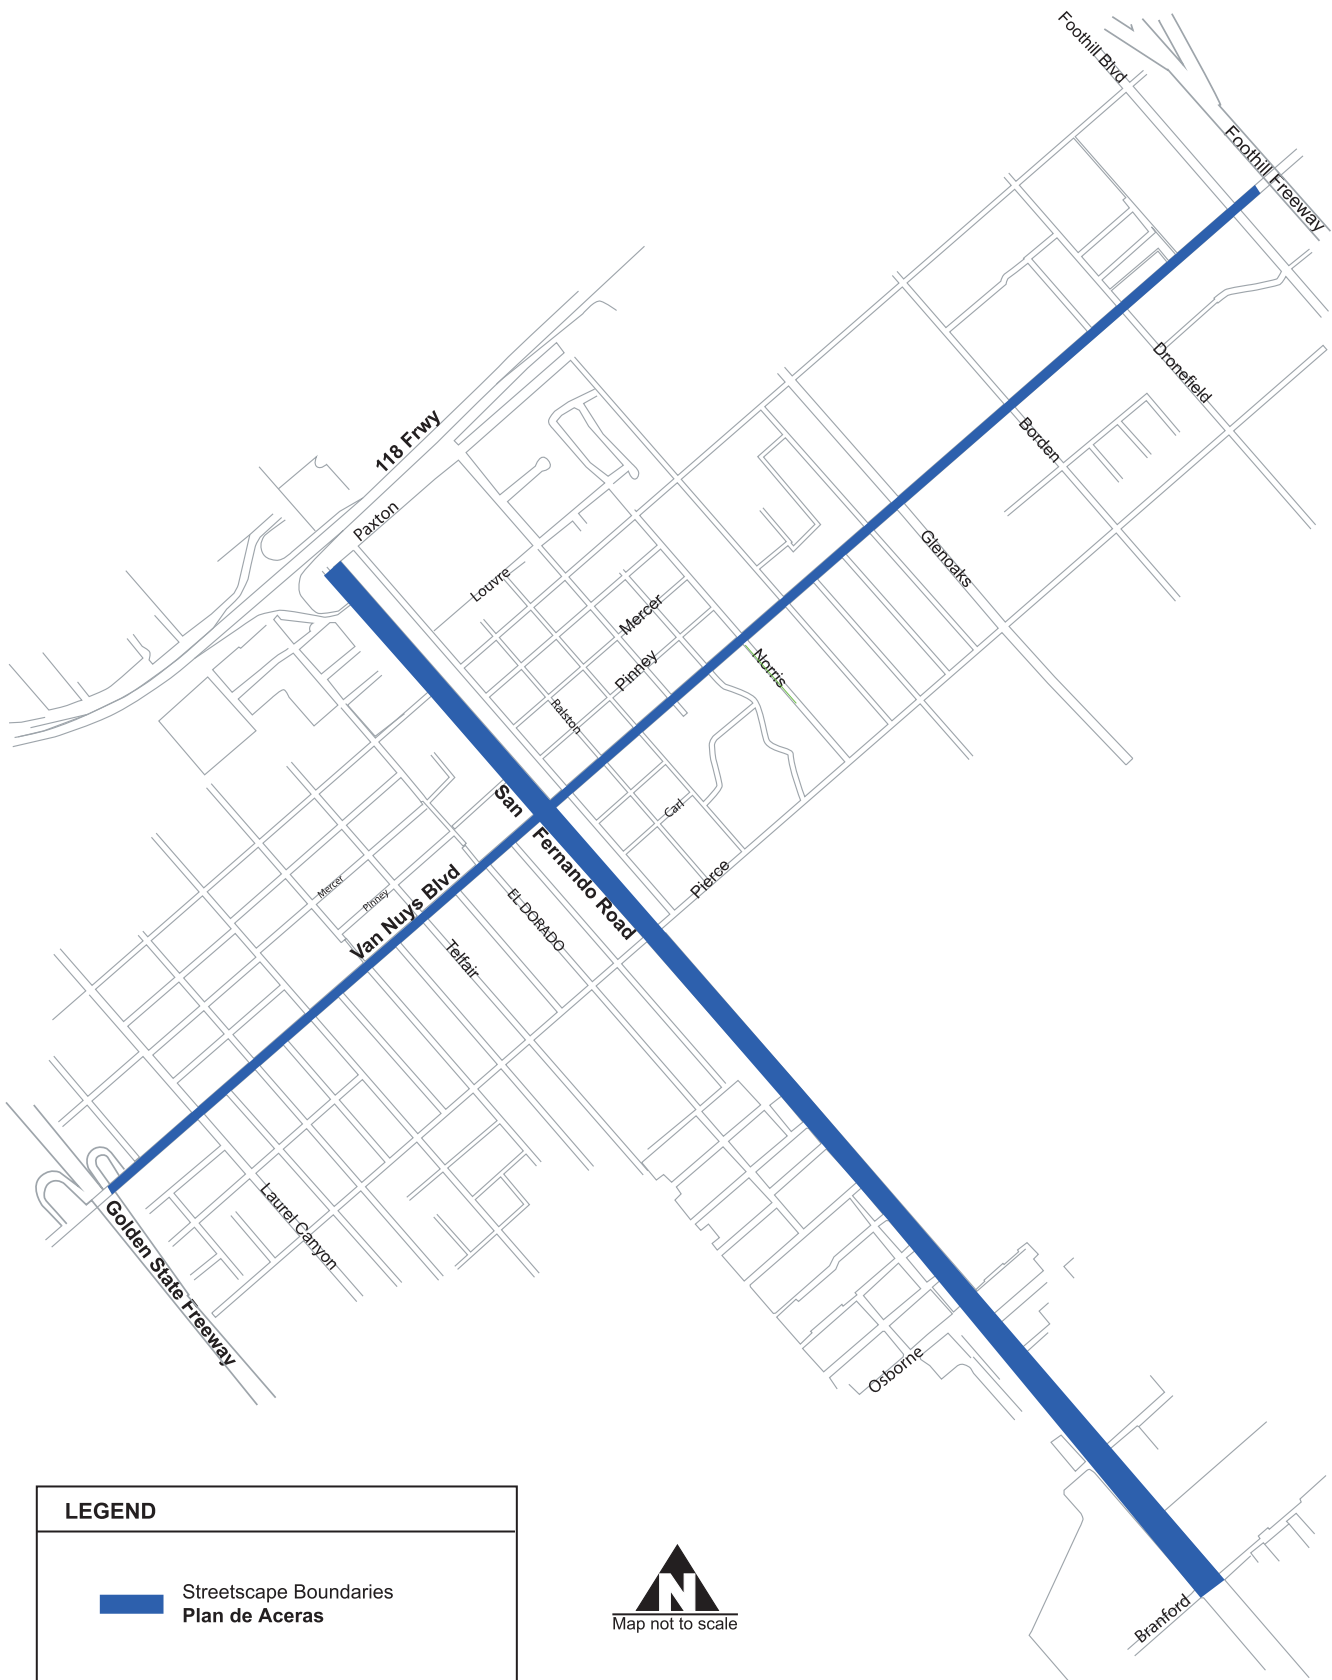 Foothill Blvd
Foothill Freeway
118 Frwy
Paxton
Dronefield
Borden
Glenoaks
Louvre
Mercer
Pinney
Norris
Ralston
San Fernando Road
Carl
Pierce
Mercer
Pinney
Van Nuys Blvd
EL DORADO
Telfair
Laurel Canyon
Golden State Freeway
Osborne
Branford
LEGEND
Streetscape Boundaries
Plan de Aceras
N
Map not to scale